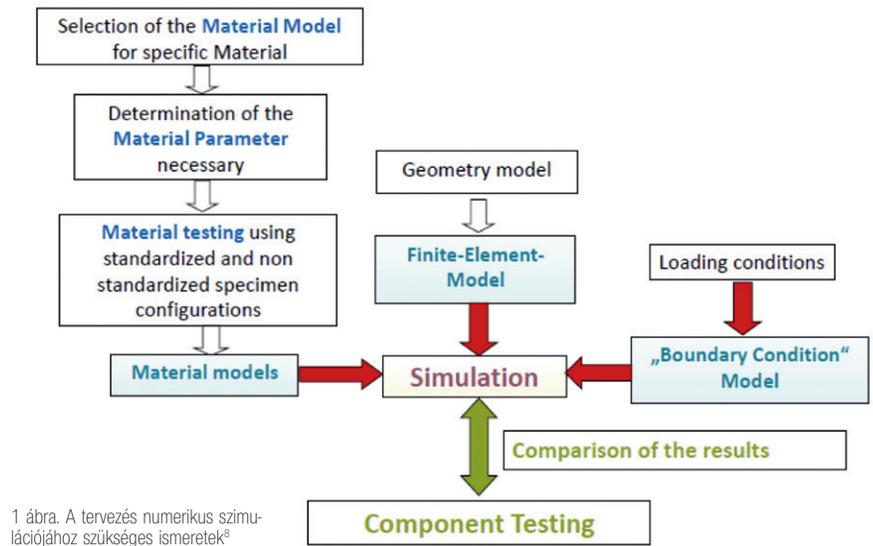 Selection of the Material Model
for specific Material
Determination of the
Material Parameter
necessary
Material testing using
standardized and non
standardized specimen
configurations
Material models
Geometry model
Finite-Element-
Model
Loading conditions
„Boundary Condition“
Model
Simulation
Comparison of the results
Component Testing
1 ábra. A tervezés numerikus szimu-
lációjához szükséges ismeretek⁸